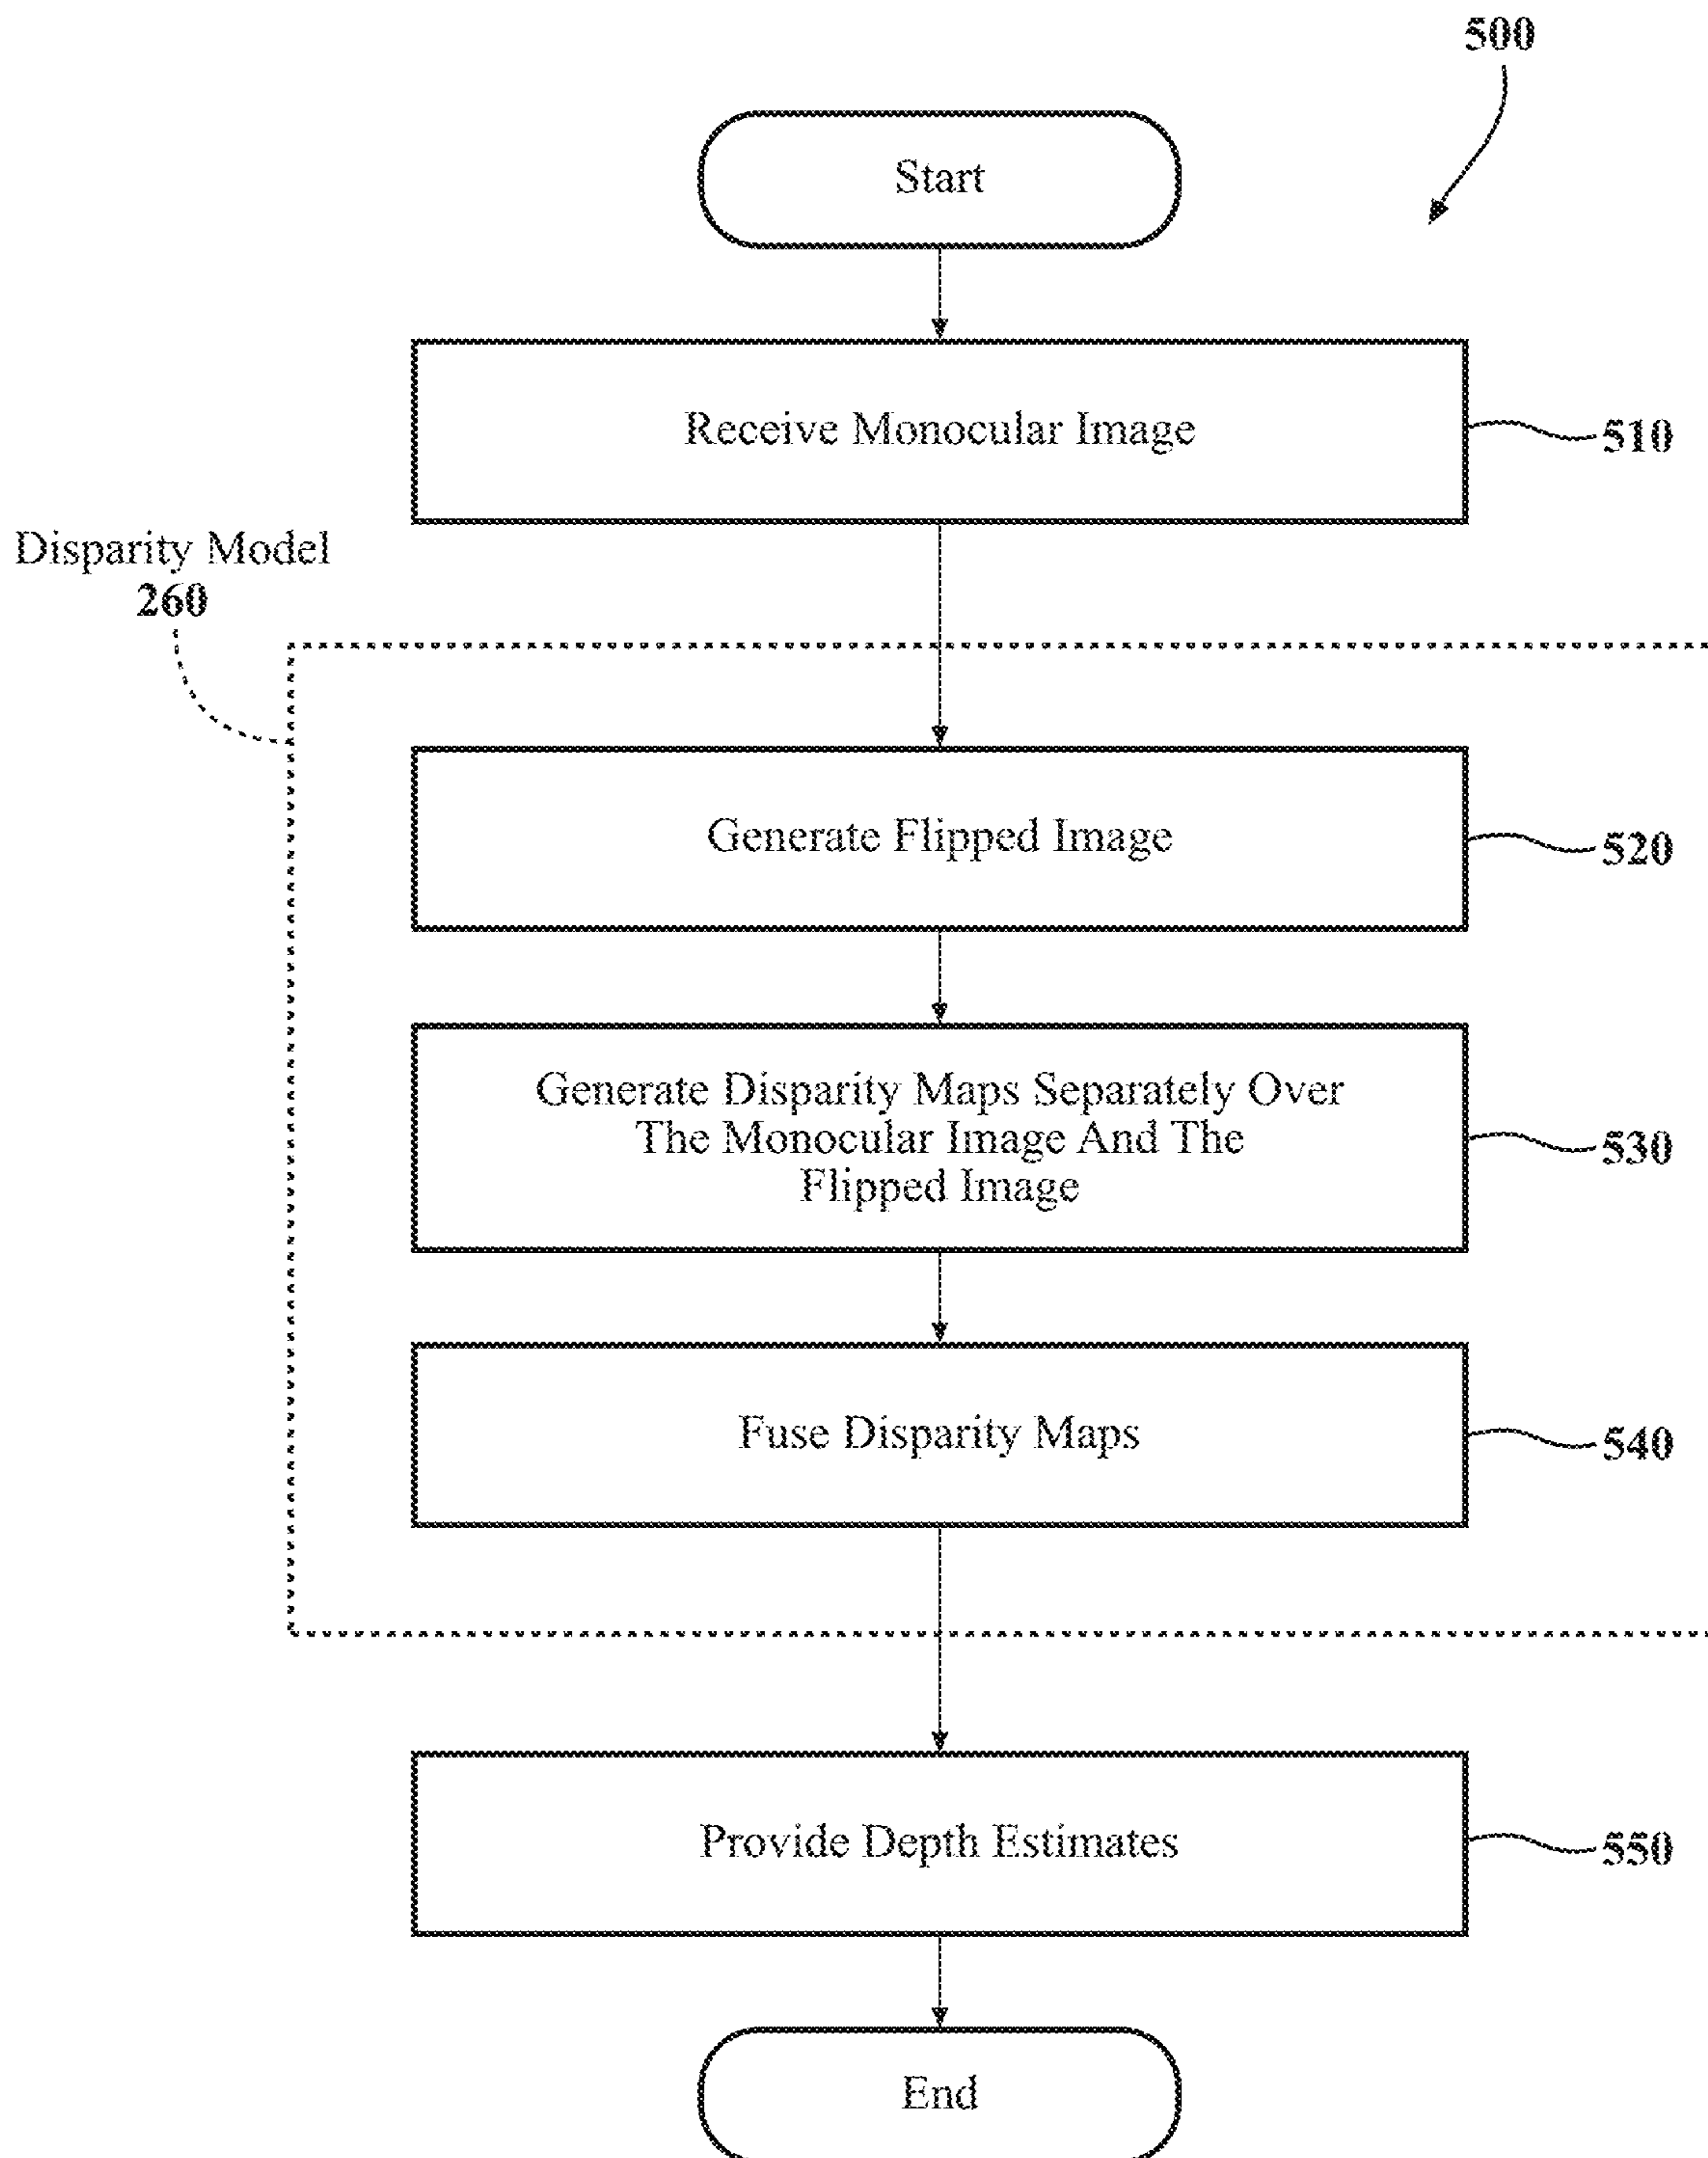 500
Start
Receive Monocular Image
510
Disparity Model
260
Generate Flipped Image
520
Generate Disparity Maps Separately Over
The Monocular Image And The
Flipped Image
530
Fuse Disparity Maps
540
Provide Depth Estimates
550
End